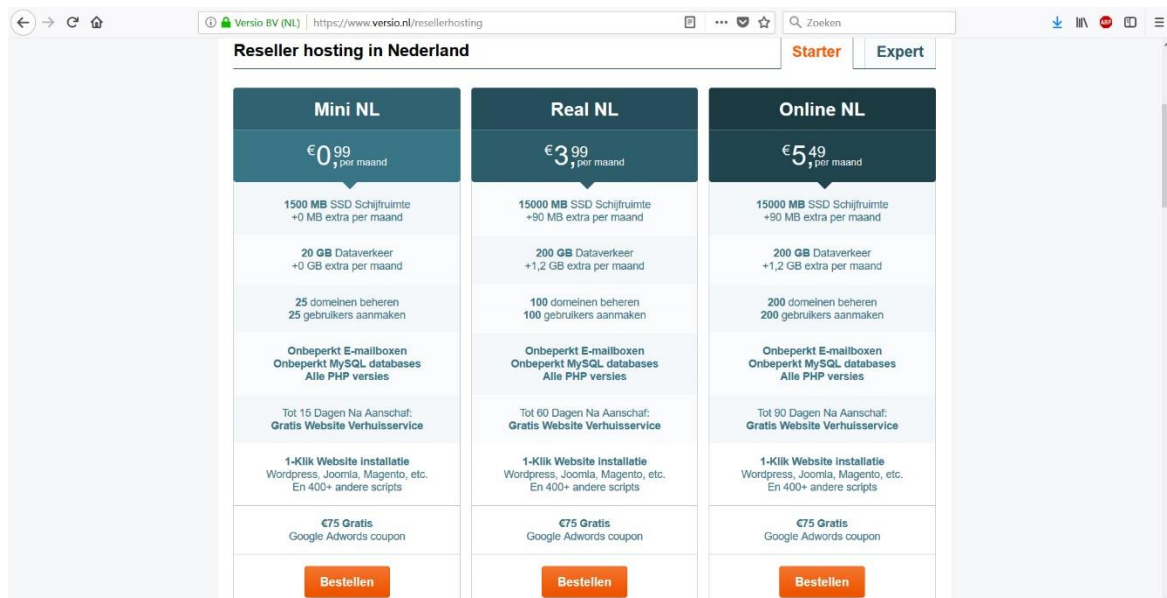 Versio BV (NL) https://www.versio.nl/resellerhosting
Zoeken
ABP
Reseller hosting in Nederland
Starter
Expert
Mini NL
€0,99 per maand
1500 MB SSD Schijfruimte
+0 MB extra per maand
20 GB Dataverkeer
+0 GB extra per maand
25 domeinen beheren
25 gebruikers aanmaken
Onbeperkt E-mailboxen
Onbeperkt MySQL databases
Alle PHP versies
Tot 15 Dagen Na Aanschaf:
Gratis Website Verhuisservice
1-Klik Website installatie
Wordpress, Joomla, Magento, etc.
En 400+ andere scripts
€75 Gratis
Google Adwords coupon
Bestellen
Real NL
€3,99 per maand
15000 MB SSD Schijfruimte
+90 MB extra per maand
200 GB Dataverkeer
+1,2 GB extra per maand
100 domeinen beheren
100 gebruikers aanmaken
Onbeperkt E-mailboxen
Onbeperkt MySQL databases
Alle PHP versies
Tot 60 Dagen Na Aanschaf:
Gratis Website Verhuisservice
1-Klik Website installatie
Wordpress, Joomla, Magento, etc.
En 400+ andere scripts
€75 Gratis
Google Adwords coupon
Bestellen
Online NL
€5,49 per maand
15000 MB SSD Schijfruimte
+90 MB extra per maand
200 GB Dataverkeer
+1,2 GB extra per maand
200 domeinen beheren
200 gebruikers aanmaken
Onbeperkt E-mailboxen
Onbeperkt MySQL databases
Alle PHP versies
Tot 90 Dagen Na Aanschaf:
Gratis Website Verhuisservice
1-Klik Website installatie
Wordpress, Joomla, Magento, etc.
En 400+ andere scripts
€75 Gratis
Google Adwords coupon
Bestellen